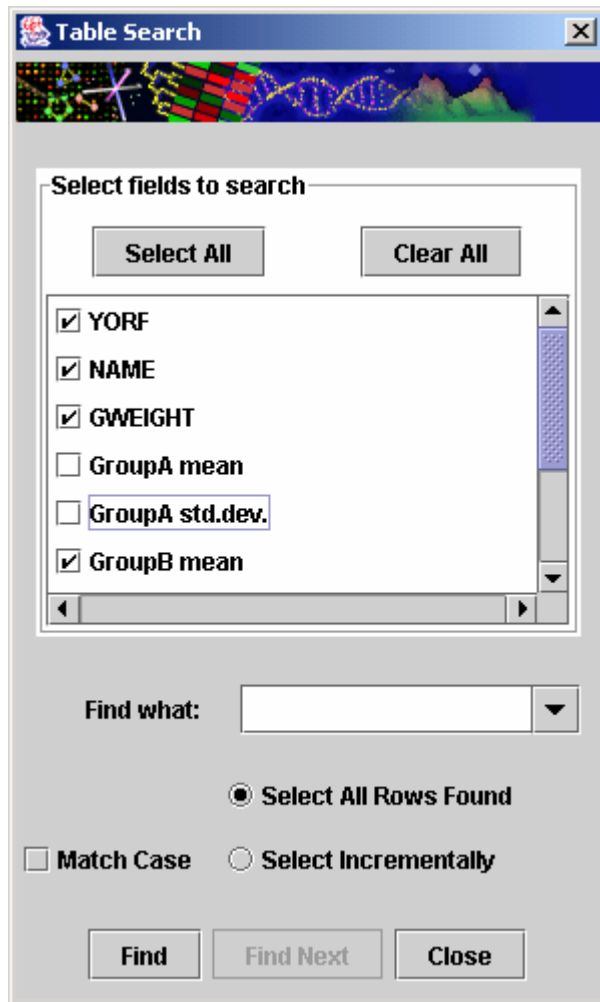 Table Search
Select fields to search
Select All Clear All
YORF
NAME
GWEIGHT
GroupA mean
GroupA std.dev.
GroupB mean
Find what:
Select All Rows Found
Match Case Select Incrementally
Find Find Next Close